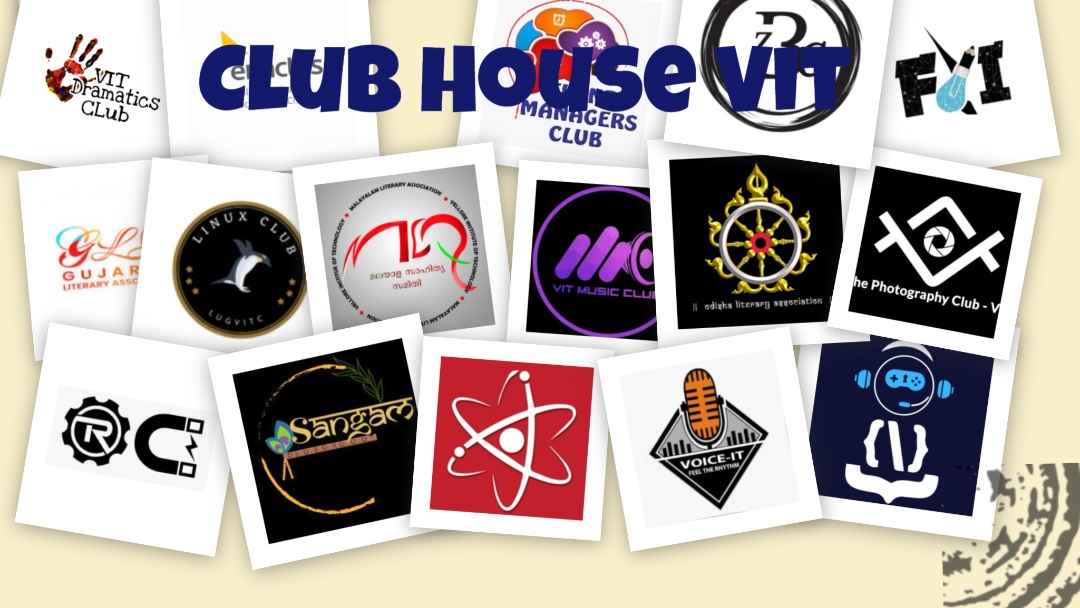 CLUB HOUSE VIT
VIT
Dramatics
CLub
MANAGERS
CLUB
Z
B
FXI
GUJAR
LITERARY ASSO
LINUX CLUB
LUGVITC
MALAYALAM LITERARY ASSOCIATION
VELLORE INSTITUTE OF TECHNOLOGY
മലയാള സാഹിത്യ
സമിതി
VIT MUSIC CLUB
|| odisha literary association
he Photography Club - V
R
Sangam
VOICE-IT
FEEL THE RHYTHM